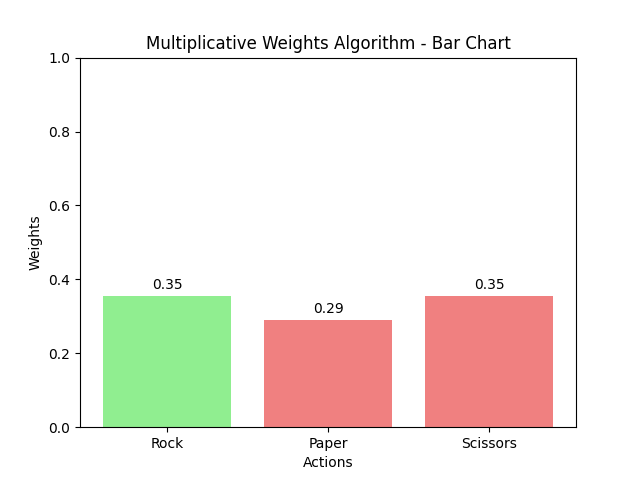 Multiplicative Weights Algorithm - Bar Chart
1.0
0.8
0.6
0.4
0.2
0.0
Weights
0.35
0.29
0.35
Rock
Paper
Scissors
Actions